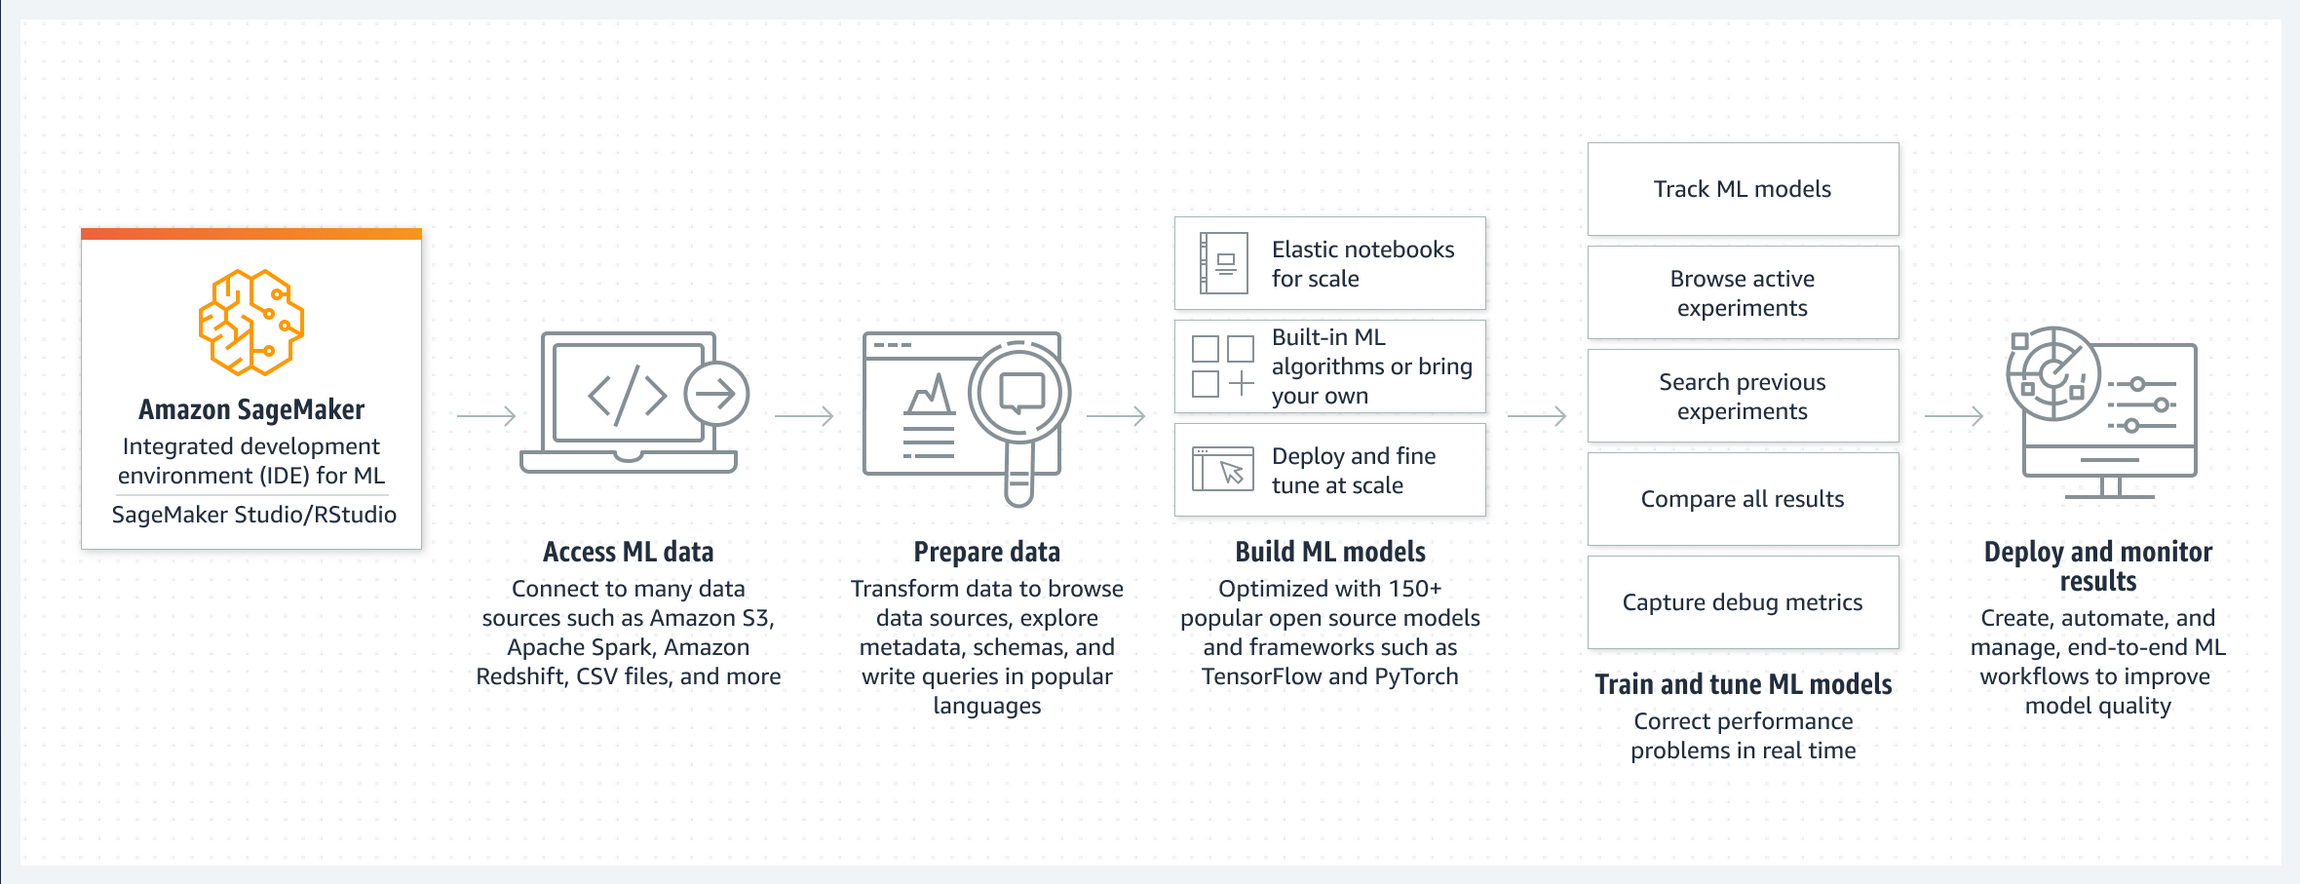 Amazon SageMaker
Integrated development
environment (IDE) for ML
SageMaker Studio/RStudio
Access ML data
Connect to many data
sources such as Amazon S3,
Apache Spark, Amazon
Redshift, CSV files, and more
Prepare data
Transform data to browse
data sources, explore
metadata, schemas, and
write queries in popular
languages
Elastic notebooks
for scale
Built-in ML
algorithms or bring
your own
Deploy and fine
tune at scale
Build ML models
Optimized with 150+
popular open source models
and frameworks such as
TensorFlow and PyTorch
Track ML models
Browse active
experiments
Search previous
experiments
Compare all results
Capture debug metrics
Train and tune ML models
Correct performance
problems in real time
Deploy and monitor
results
Create, automate, and
manage, end-to-end ML
workflows to improve
model quality